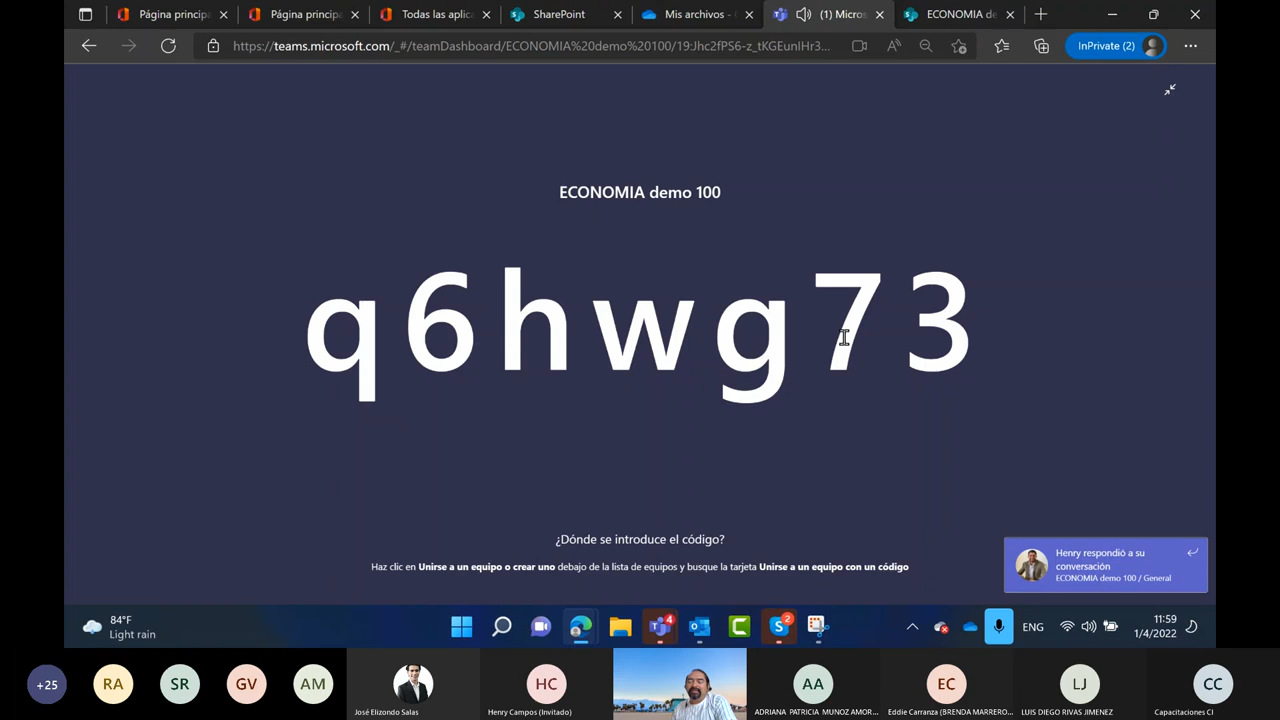 Página principa
Página principa
Todas las aplica
SharePoint
Mis archivos - 
(1) Micros
ECONOMIA de
https://teams.microsoft.com/_#/teamDashboard/ECONOMIA%20demo%20100/19:Jhc2fPS6-z_tKGEunIHr3...
InPrivate (2)
ECONOMIA demo 100
q6hwg73
¿Dónde se introduce el código?
Haz clic en Unirse a un equipo o crear uno debajo de la lista de equipos y busque la tarjeta Unirse a un equipo con un código
Henry respondió a su
conversación
ECONOMIA demo 100 / General
84°F
Light rain
4
2
ENG
11:59
1/4/2022
+25
RA
SR
GV
AM
José Elizondo Salas
HC
Henry Campos (Invitado)
AA
ADRIANA PATRICIA MUNOZ AMOR...
EC
Eddie Carranza (BRENDA MARRERO...
LJ
LUIS DIEGO RIVAS JIMENEZ
CC
Capacitaciones CI